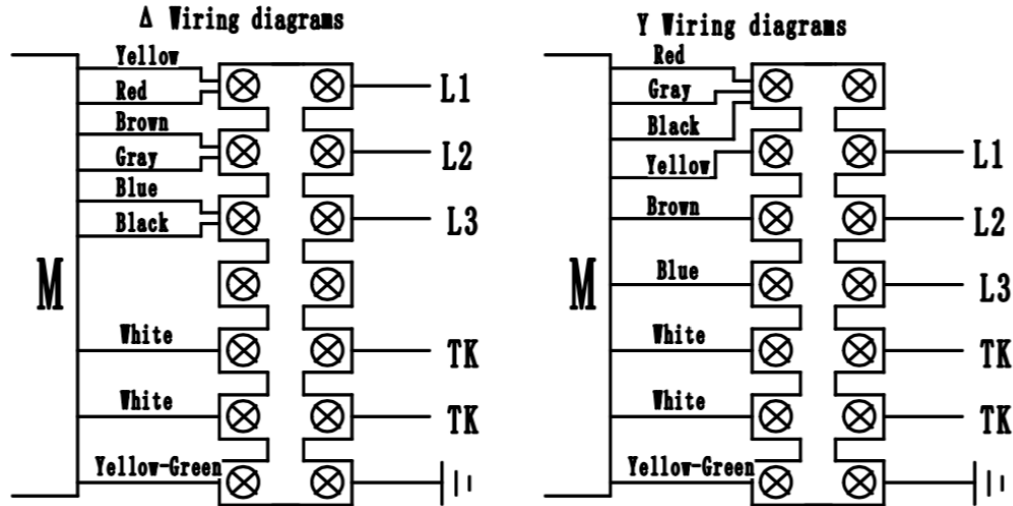 Δ Wiring diagrams
Yellow
Red
L1
Brown
Gray
L2
Blue
Black
L3
M
White
TK
White
TK
Yellow-Green
Y Wiring diagrams
Red
Gray
Black
Yellow
L1
Brown
L2
Blue
L3
M
White
TK
White
TK
Yellow-Green